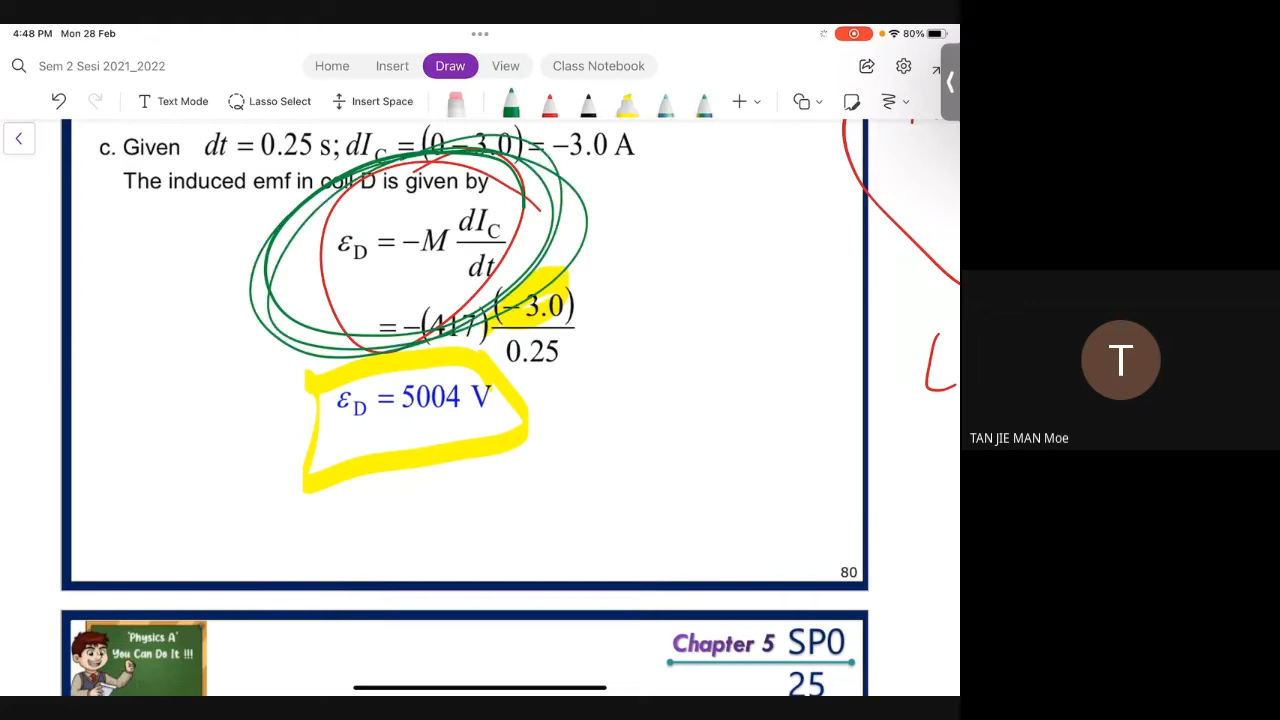 4:48 PM Mon 28 Feb
80%
Sem 2 Sesi 2021_2022
Home Insert Draw View Class Notebook
Text Mode Lasso Select Insert Space
c. Given dt = 0.25 s; dI_C = (0 – 3.0) = –3.0 A
The induced emf in coil D is given by
ε_D = –M dI_C/dt
= –(417) (–3.0)/0.25
ε_D = 5004 V
80
'Physics A'
You Can Do It !!!
Chapter 5 SP0
25
T
TAN JIE MAN Moe